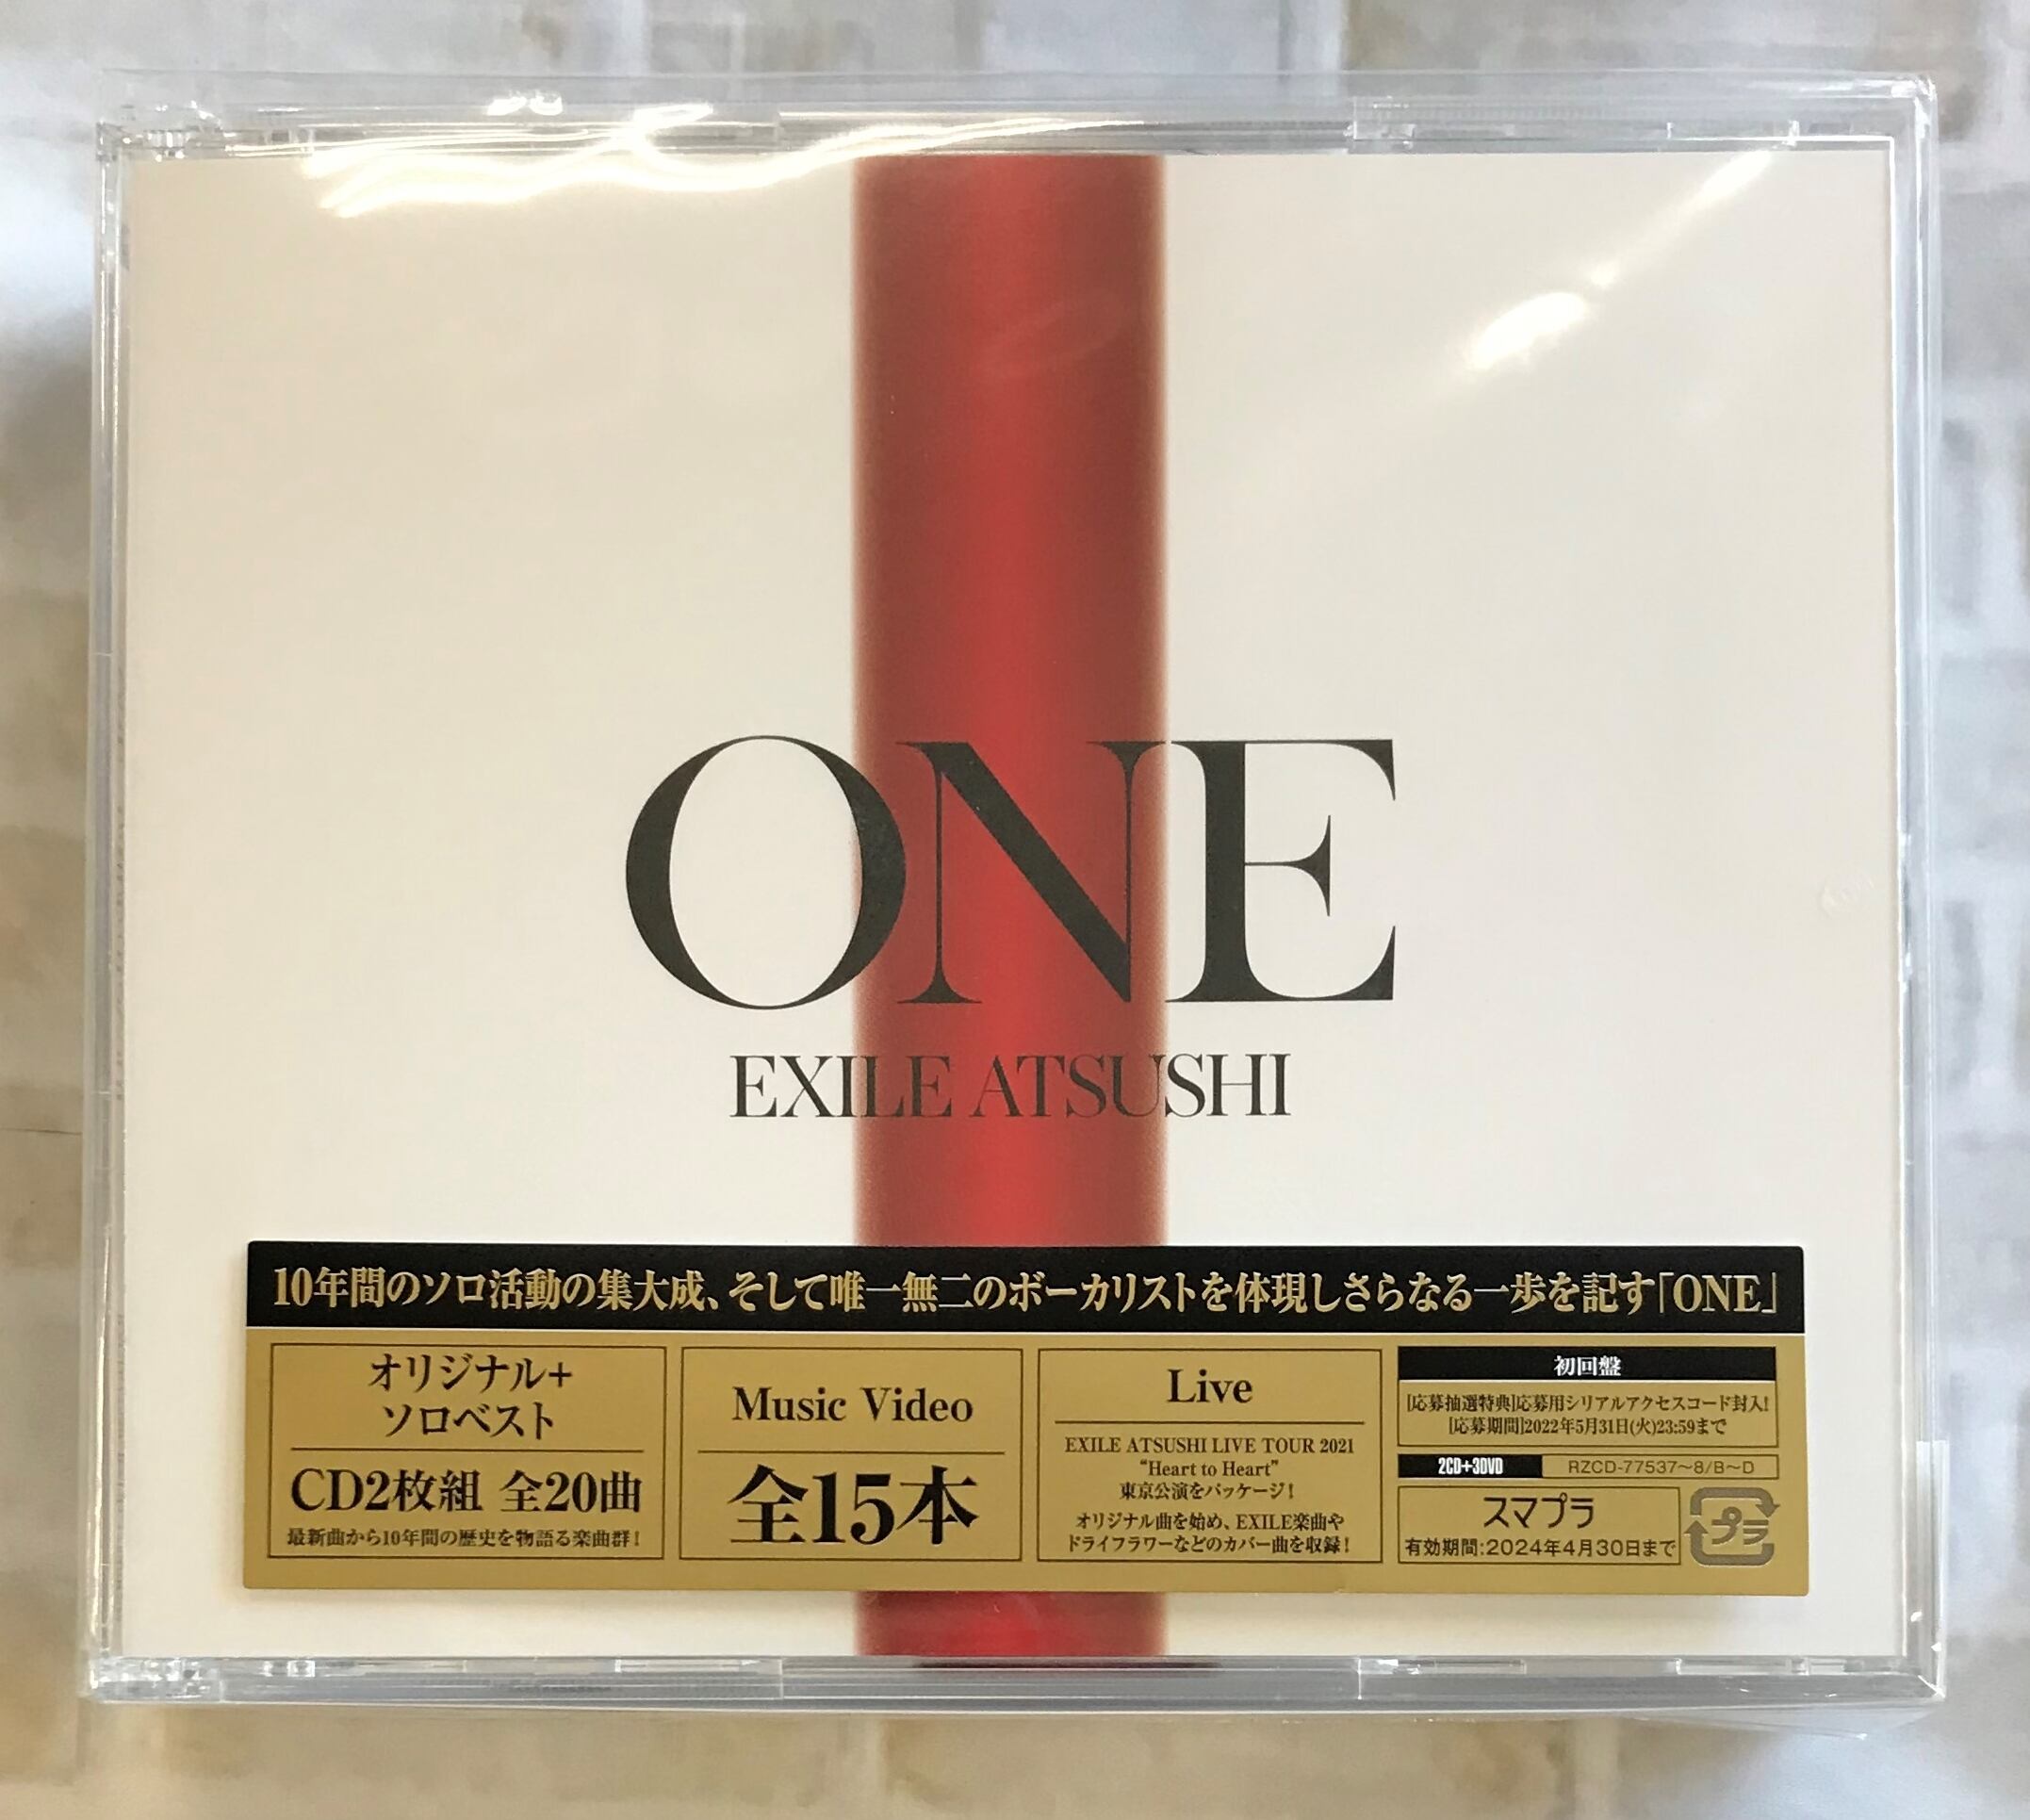 ONE
EXILE ATSUSHI
10年間のソロ活動の集大成、そして唯一無二のボーカリストを体現しさらなる一歩を記す「ONE」
オリジナル+
ソロベスト
CD2枚組 全20曲
最新曲から10年間の歴史を物語る楽曲群!
Music Video
全15本
Live
EXILE ATSUSHI LIVE TOUR 2021
“Heart to Heart”
東京公演をパッケージ!
オリジナル曲を始め、EXILE楽曲や
ドライフラワーなどのカバー曲を収録!
初回盤
[応募抽選特典]応募用シリアルアクセスコード封入!
[応募期間]2022年5月31日(火)23:59まで
2CD+3DVD RZCD-77537～8/B～D
スマプラ
有効期間:2024年4月30日まで
プラ